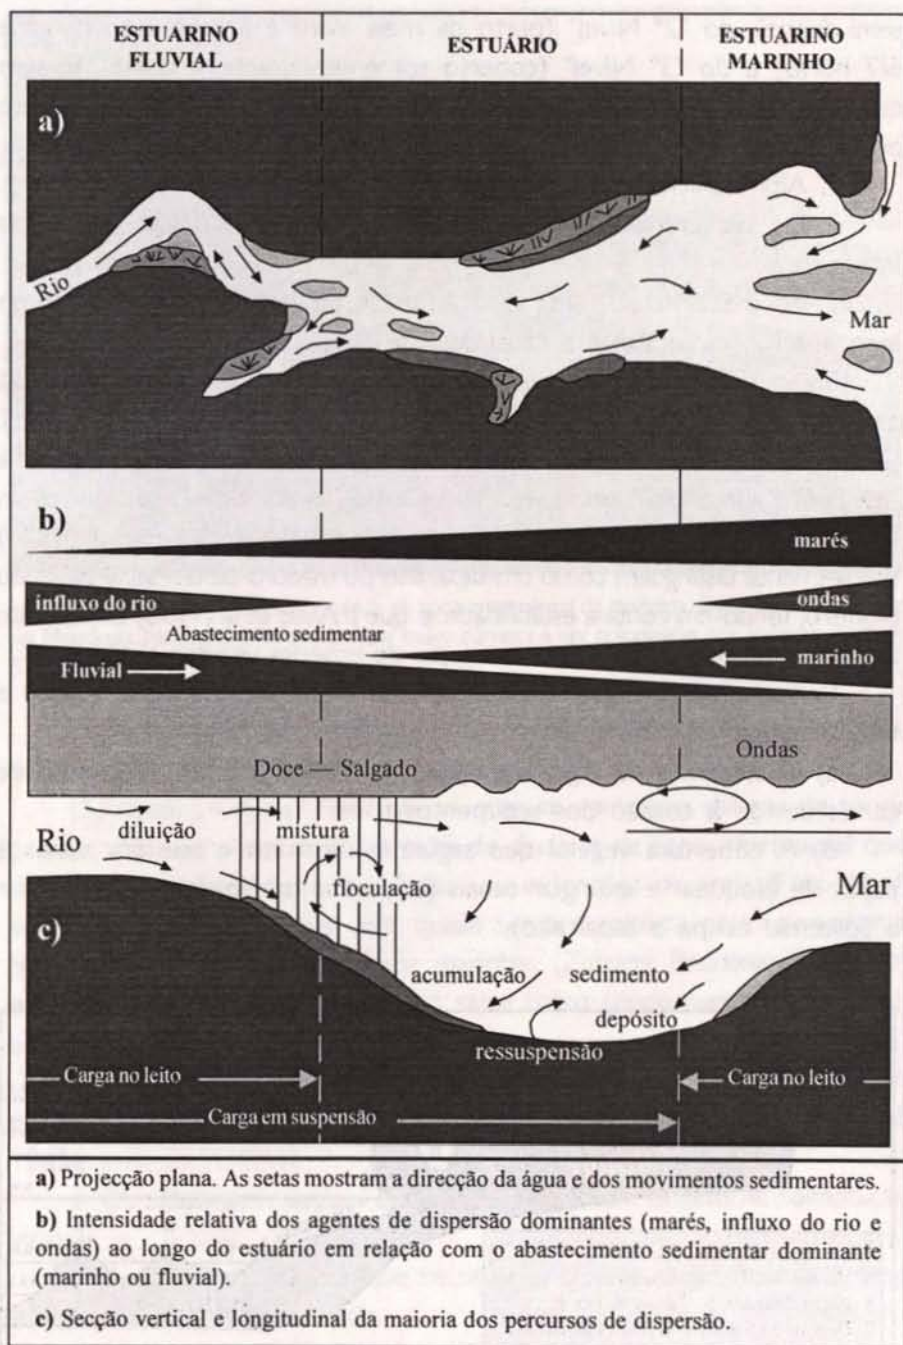 ESTUARINO FLUVIAL
ESTUÁRIO
ESTUARINO MARINHO
a)
Rio
Mar
b)
marés
influxo do rio
ondas
Abastecimento sedimentar
Fluvial
marinho
Ondas
Doce — Salgado
Rio
diluição
mistura
floculação
Mar
c)
acumulação
sedimento
depósito
ressuspensão
Carga no leito
Carga no leito
Carga em suspensão
a) Projecção plana. As setas mostram a direcção da água e dos movimentos sedimentares.
b) Intensidade relativa dos agentes de dispersão dominantes (marés, influxo do rio e
ondas) ao longo do estuário em relação com o abastecimento sedimentar dominante
(marinho ou fluvial).
c) Secção vertical e longitudinal da maioria dos percursos de dispersão.